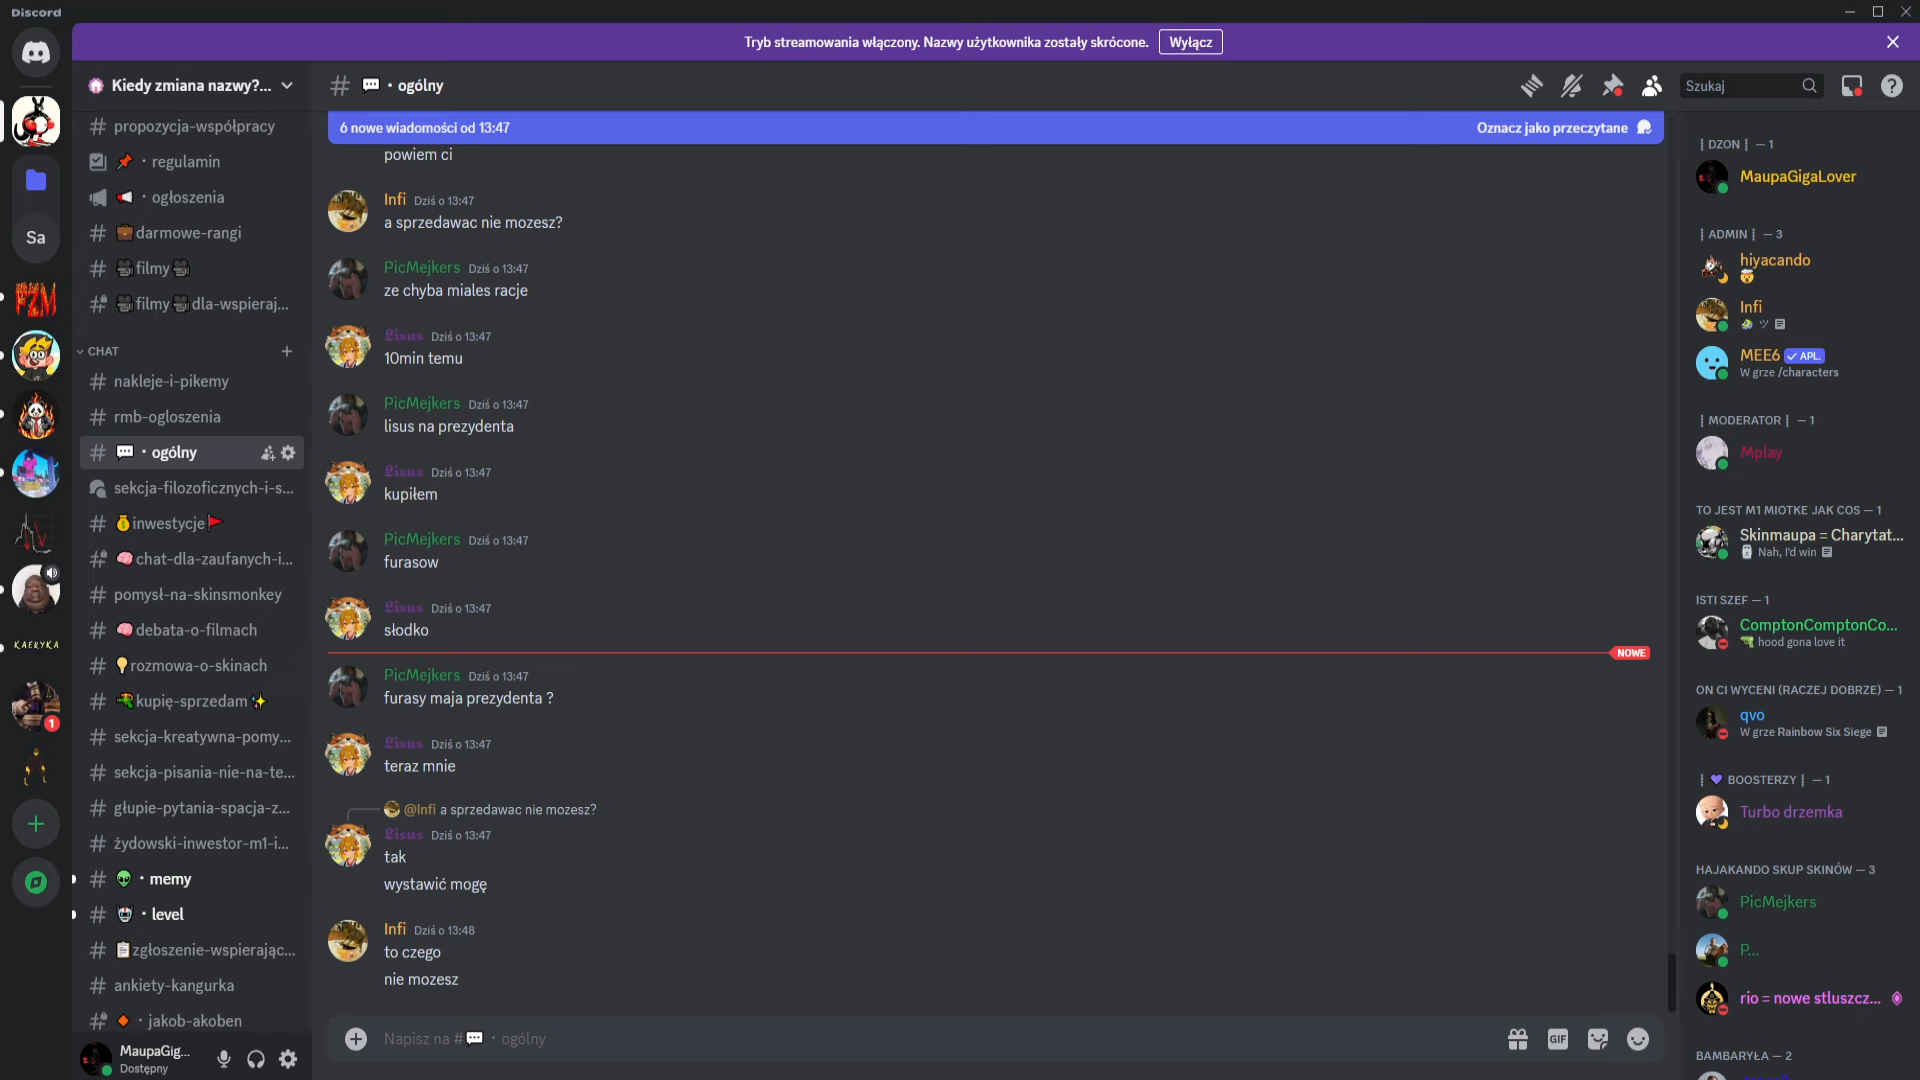 Discord
Tryb streamowania włączony. Nazwy użytkownika zostały skrócone. Wyłącz
Kiedy zmiana nazwy?...
propozycja-współpracy
regulamin
ogłoszenia
darmowe-rangi
filmy
filmy dla-wspieraj...
CHAT
nakleje-i-pikemy
rmb-ogloszenia
ogólny
sekcja-filozoficznych-i-s...
inwestycje
chat-dla-zaufanych-i...
pomysł-na-skinsmonkey
debata-o-filmach
rozmowa-o-skinach
kupię-sprzedam
sekcja-kreatywna-pomy...
sekcja-pisania-nie-na-te...
głupie-pytania-spacja-z...
żydowski-inwestor-m1-i...
memy
level
zgłoszenie-wspierając...
ankiety-kangurka
jakob-akoben
MaupaGig...
Dostępny
Sa
FZM
KAERYKA
1
# 💬・ogólny
Szukaj
6 nowe wiadomości od 13:47 Oznacz jako przeczytane
powiem ci
Infi Dziś o 13:47
a sprzedawac nie mozesz?
PicMejkers Dziś o 13:47
ze chyba miales racje
𝕷𝖎𝖘𝖚𝖘 Dziś o 13:47
10min temu
PicMejkers Dziś o 13:47
lisus na prezydenta
𝕷𝖎𝖘𝖚𝖘 Dziś o 13:47
kupiłem
PicMejkers Dziś o 13:47
furasow
𝕷𝖎𝖘𝖚𝖘 Dziś o 13:47
słodko
NOWE
PicMejkers Dziś o 13:47
furasy maja prezydenta ?
𝕷𝖎𝖘𝖚𝖘 Dziś o 13:47
teraz mnie
@Infi a sprzedawac nie mozesz?
𝕷𝖎𝖘𝖚𝖘 Dziś o 13:47
tak
wystawić mogę
Infi Dziś o 13:48
to czego
nie mozesz
Napisz na #💬・ogólny
GIF
┋DZON┋ — 1
MaupaGigaLover
┋ADMIN┋ — 3
hiyacando
Infi
ツ
MEE6 ✓ APL.
W grze /characters
┋MODERATOR┋ — 1
Mplay
TO JEST M1 MIOTKE JAK COS — 1
Skinmaupa = Charytat...
Nah, I'd win
ISTI SZEF — 1
ComptonComptonCo...
hood gona love it
ON CI WYCENI (RACZEJ DOBRZE) — 1
qvo
W grze Rainbow Six Siege
┋💜 BOOSTERZY┋ — 1
Turbo drzemka
HAJAKANDO SKUP SKINÓW — 3
PicMejkers
P...
rio = nowe stluszcz...
BAMBARYŁA — 2